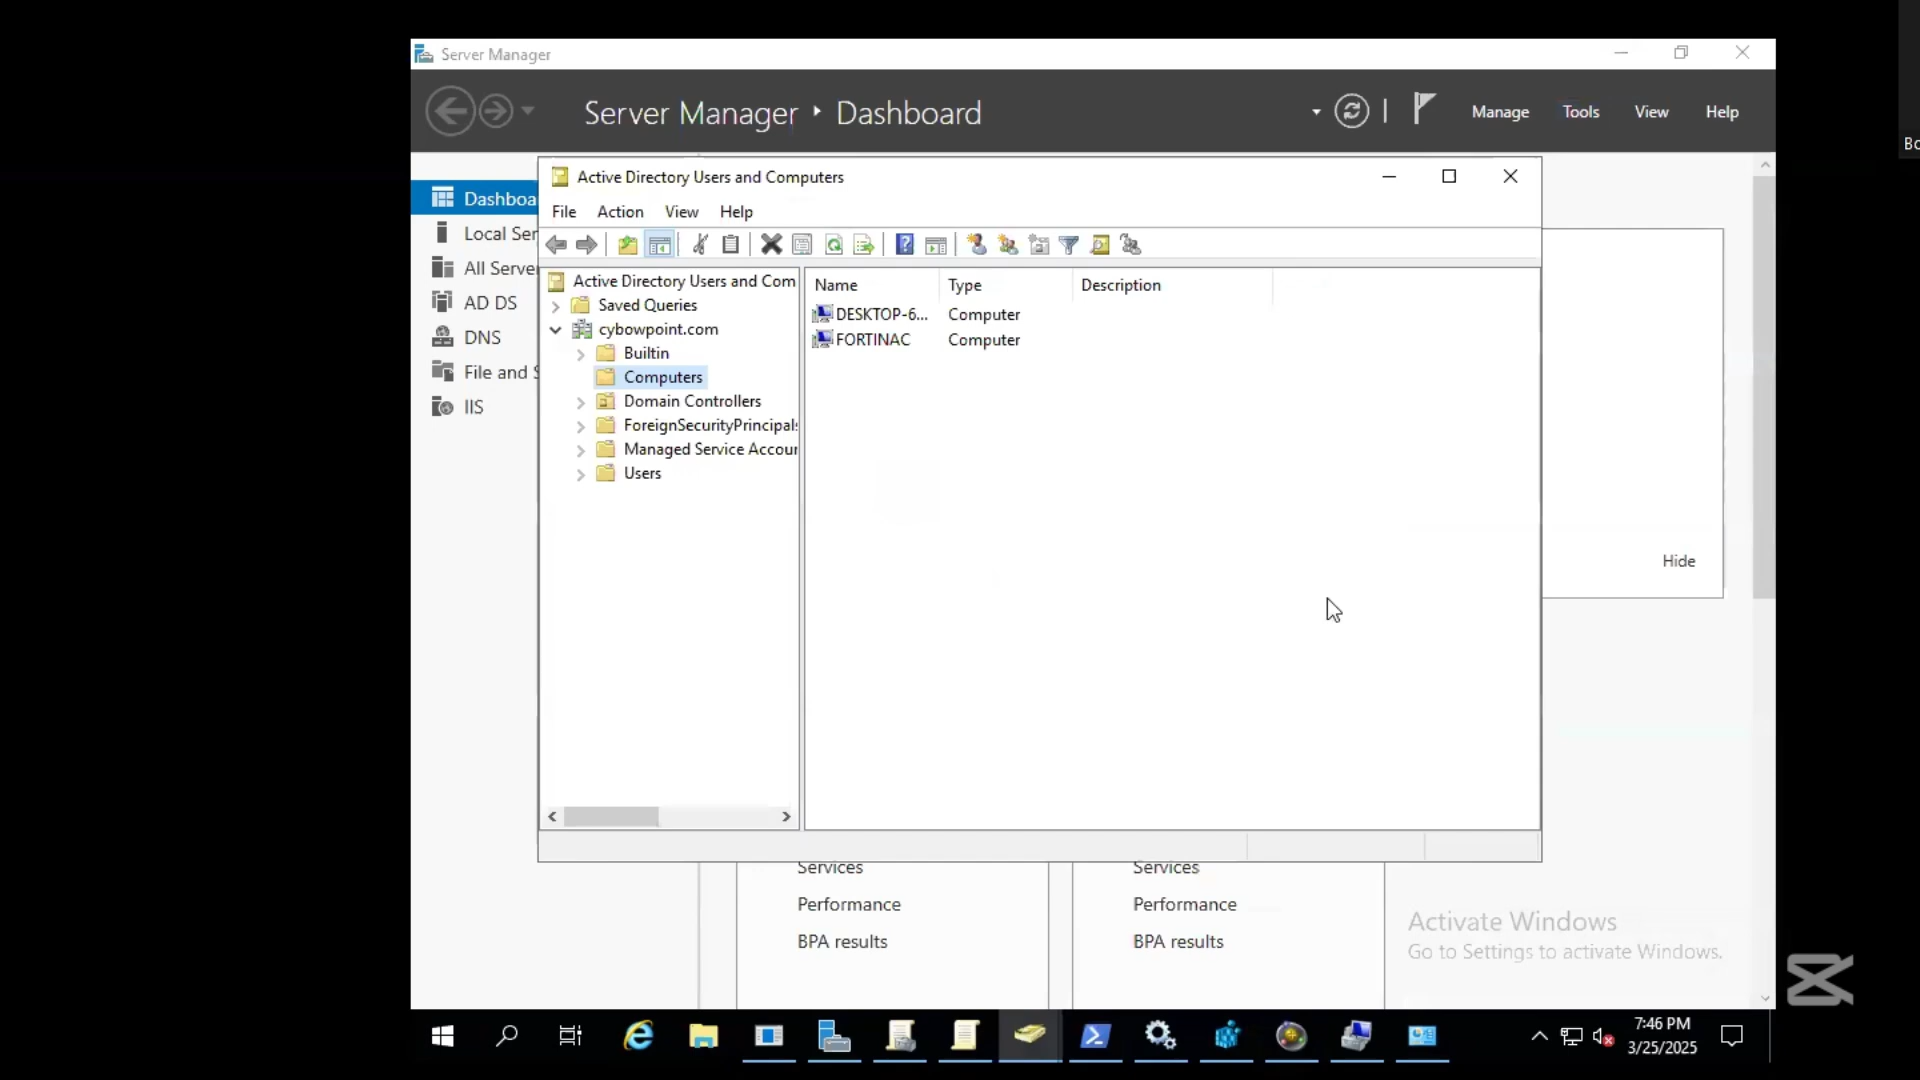 Server Manager
Server Manager ‣ Dashboard
Manage Tools View Help
Bo
Active Directory Users and Computers
File Action View Help
Dashboa
Local Ser
All Serve
AD DS
DNS
File and S
IIS
Active Directory Users and Com
Saved Queries
cybowpoint.com
Builtin
Computers
Domain Controllers
ForeignSecurityPrincipals
Managed Service Accour
Users
Name Type Description
DESKTOP-6... Computer
FORTINAC Computer
Hide
Services
Performance
BPA results
Services
Performance
BPA results
Activate Windows
Go to Settings to activate Windows.
7:46 PM
3/25/2025